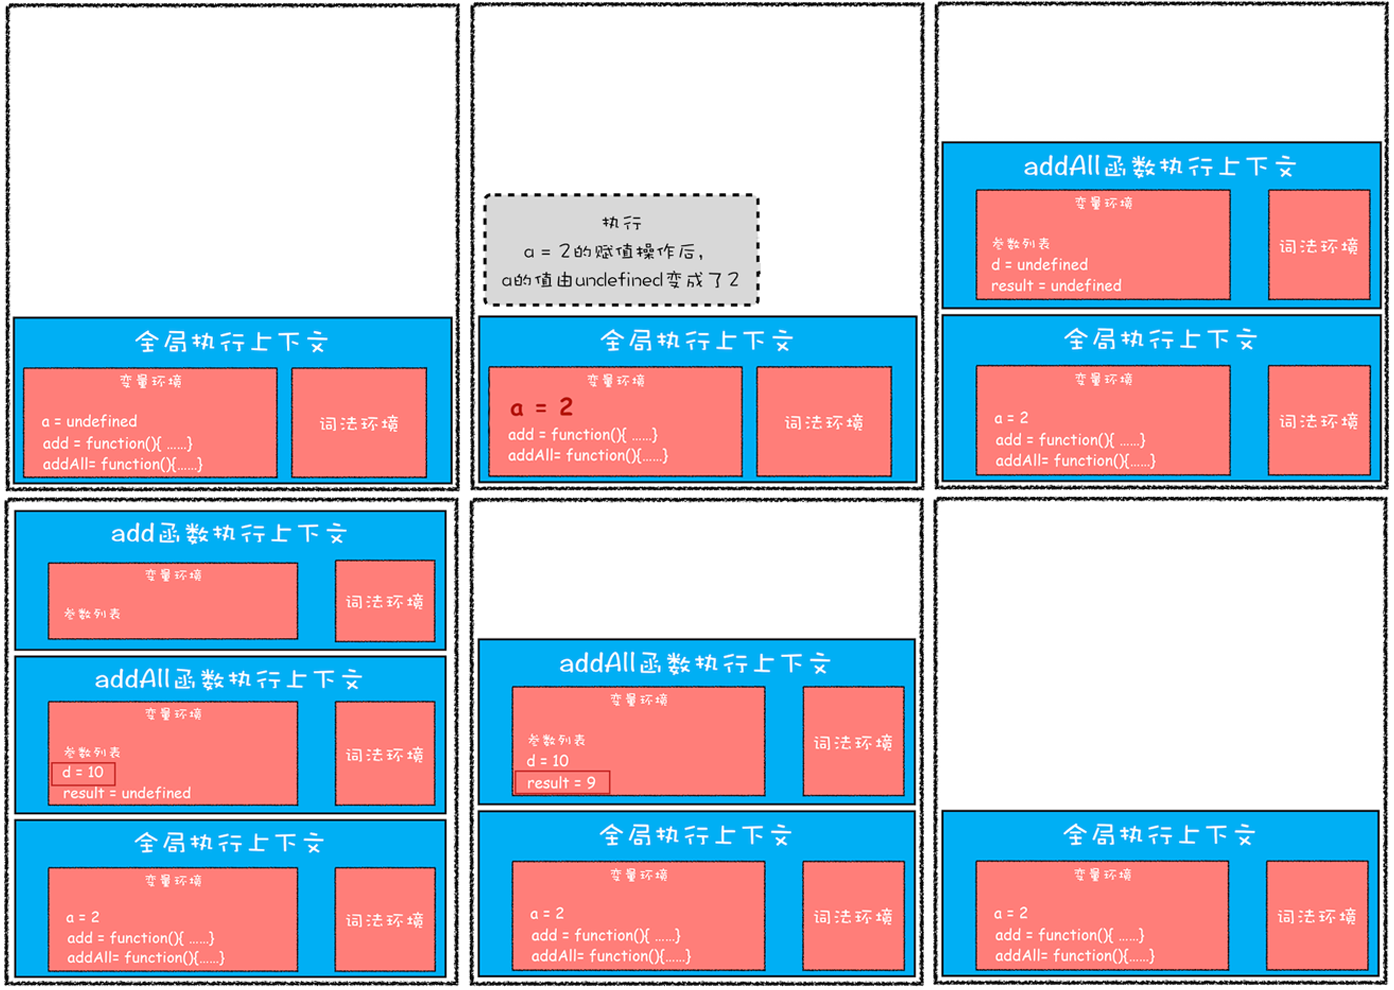 全局执行上下文
变量环境
a = undefined
add = function(){ ......}
addAll= function(){......}
词法环境
执行
a = 2的赋值操作后，
a的值由undefined变成了2
全局执行上下文
变量环境
a = 2
add = function(){ ......}
addAll= function(){......}
词法环境
addAll函数执行上下文
变量环境
参数列表
d = undefined
result = undefined
词法环境
全局执行上下文
变量环境
a = 2
add = function(){ ......}
addAll= function(){......}
词法环境
add函数执行上下文
变量环境
参数列表
词法环境
addAll函数执行上下文
变量环境
参数列表
d = 10
result = undefined
词法环境
全局执行上下文
变量环境
a = 2
add = function(){ ......}
addAll= function(){......}
词法环境
addAll函数执行上下文
变量环境
参数列表
d = 10
result = 9
词法环境
全局执行上下文
变量环境
a = 2
add = function(){ ......}
addAll= function(){......}
词法环境
全局执行上下文
变量环境
a = 2
add = function(){ ......}
addAll= function(){......}
词法环境